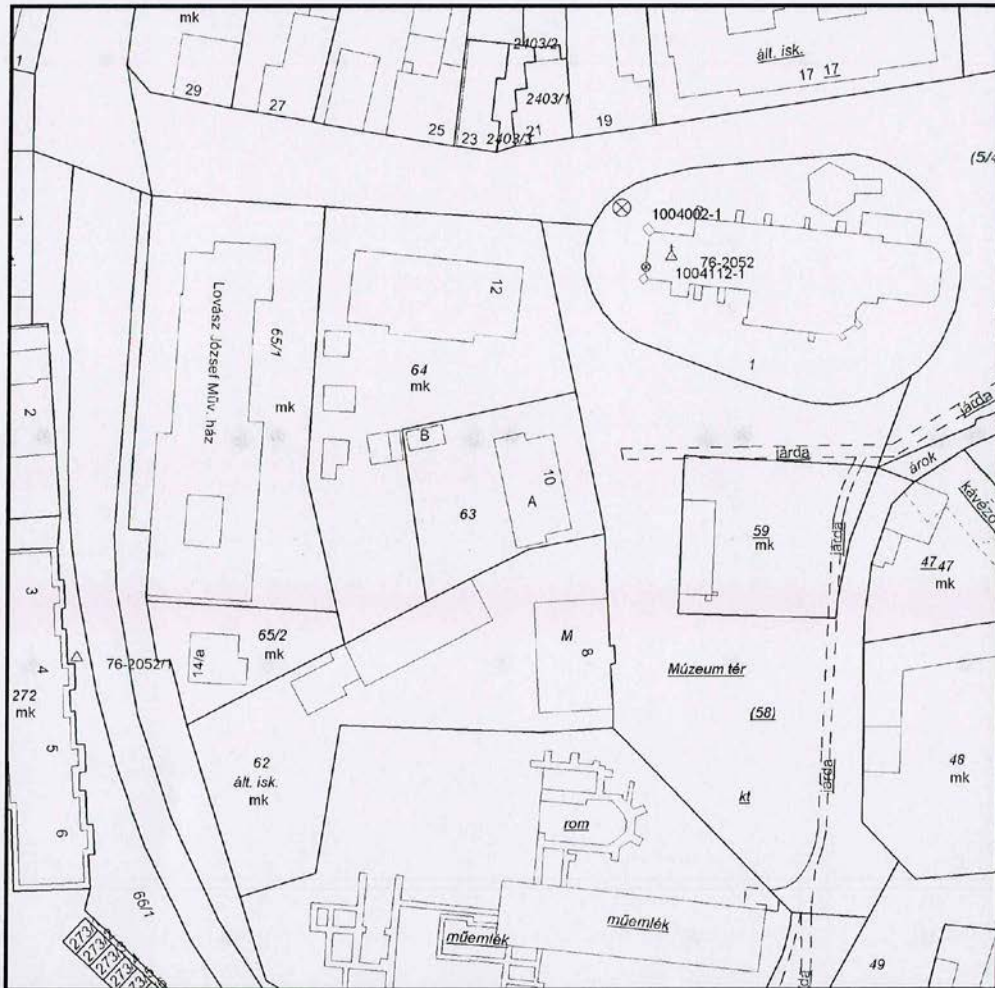 mk
1
29
27
25
23
2403/2
2403/1
2403/3
21
19
ált. isk.
17 17
(5/4
1004002-1
76-2052
1004112-1
1
1
Lovász József Műv. ház
65/1
mk
12
64
mk
B
63
10
A
járda
járda
árok
kávézó
59
mk
járda
47 47
mk
2
3
4
272
mk
5
6
76-2052/1
14/a
65/2
mk
M
8
Múzeum tér
(58)
kt
járda
48
mk
62
ált. isk.
mk
rom
műemlék
műemlék
66/1
49